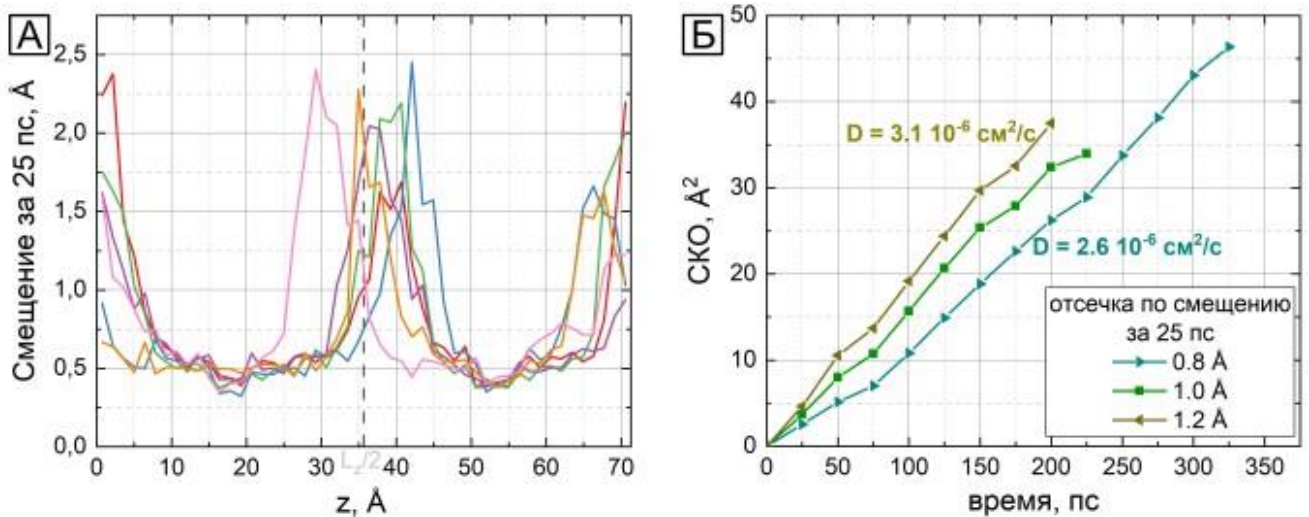 А
Смещение за 25 пс, Å
2,5
2,0
1,5
1,0
0,5
0,0
0 10 20 30 40 50 60 70
L_z/2
z, Å
Б
СКО, Å²
50
40
30
20
10
0
D = 3.1 10⁻⁶ см²/с
D = 2.6 10⁻⁶ см²/с
отсечка по смещению
за 25 пс
0.8 Å
1.0 Å
1.2 Å
0 50 100 150 200 250 300 350
время, пс